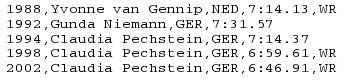 1988,Yvonne van Gennip,NED,7:14.13,WR
1992,Gunda Niemann,GER,7:31.57
1994,Claudia Pechstein,GER,7:14.37
1998,Claudia Pechstein,GER,6:59.61,WR
2002,Claudia Pechstein,GER,6:46.91,WR